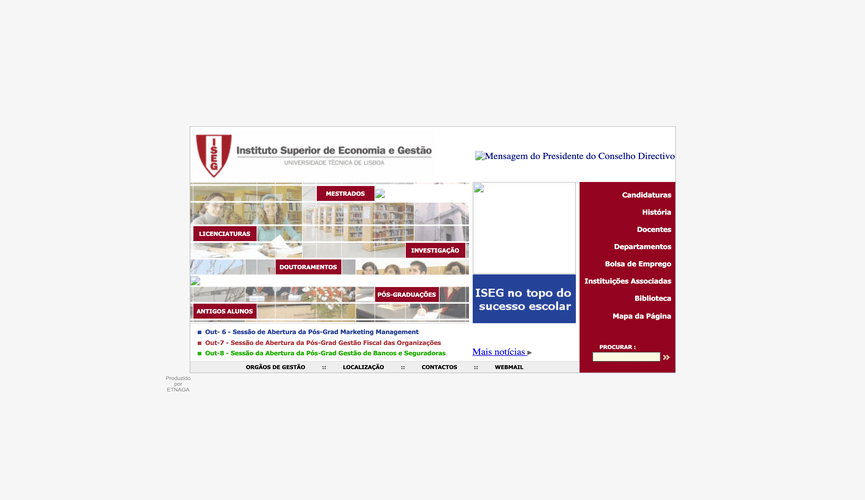 ISEG
Instituto Superior de Economia e Gestão
UNIVERSIDADE TÉCNICA DE LISBOA
Mensagem do Presidente do Conselho Directivo
MESTRADOS
LICENCIATURAS
INVESTIGAÇÃO
DOUTORAMENTOS
PÓS-GRADUAÇÕES
ANTIGOS ALUNOS
ISEG no topo do
sucesso escolar
Candidaturas
História
Docentes
Departamentos
Bolsa de Emprego
Instituições Associadas
Biblioteca
Mapa da Página
Out- 6 - Sessão de Abertura da Pós-Grad Marketing Management
Out-7 - Sessão de Abertura da Pós-Grad Gestão Fiscal das Organizações
Out-8 - Sessão da Abertura da Pós-Grad Gestão de Bancos e Seguradoras
Mais notícias
PROCURAR :
ORGÃOS DE GESTÃO :: LOCALIZAÇÃO :: CONTACTOS :: WEBMAIL
Produzido
por
ETNAGA